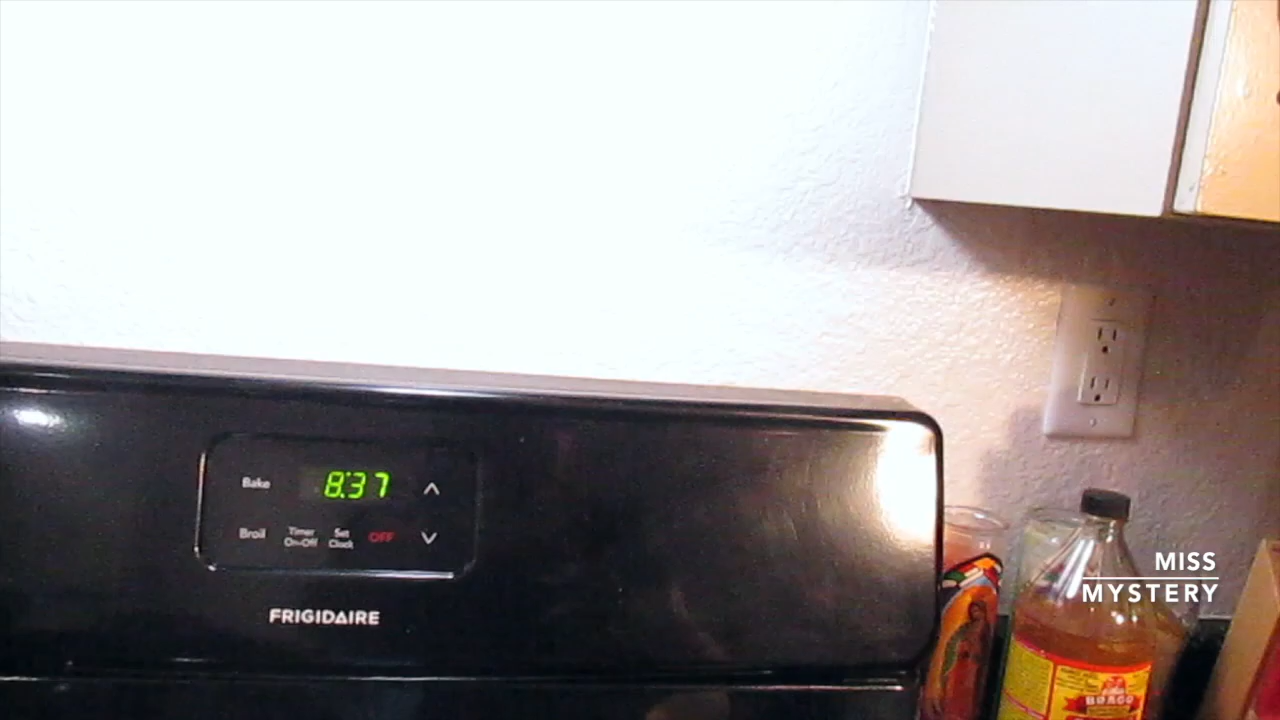 8:37
Bake
Broil
Timer
On-Off
Set
Clock
OFF
FRIGIDAIRE
MISS
MYSTERY
BRAGG